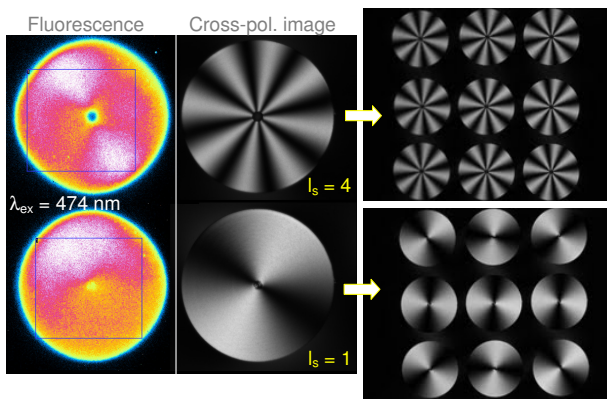 Fluorescence
Cross-pol. image
lₛ = 4
λₑₓ = 474 nm
lₛ = 1